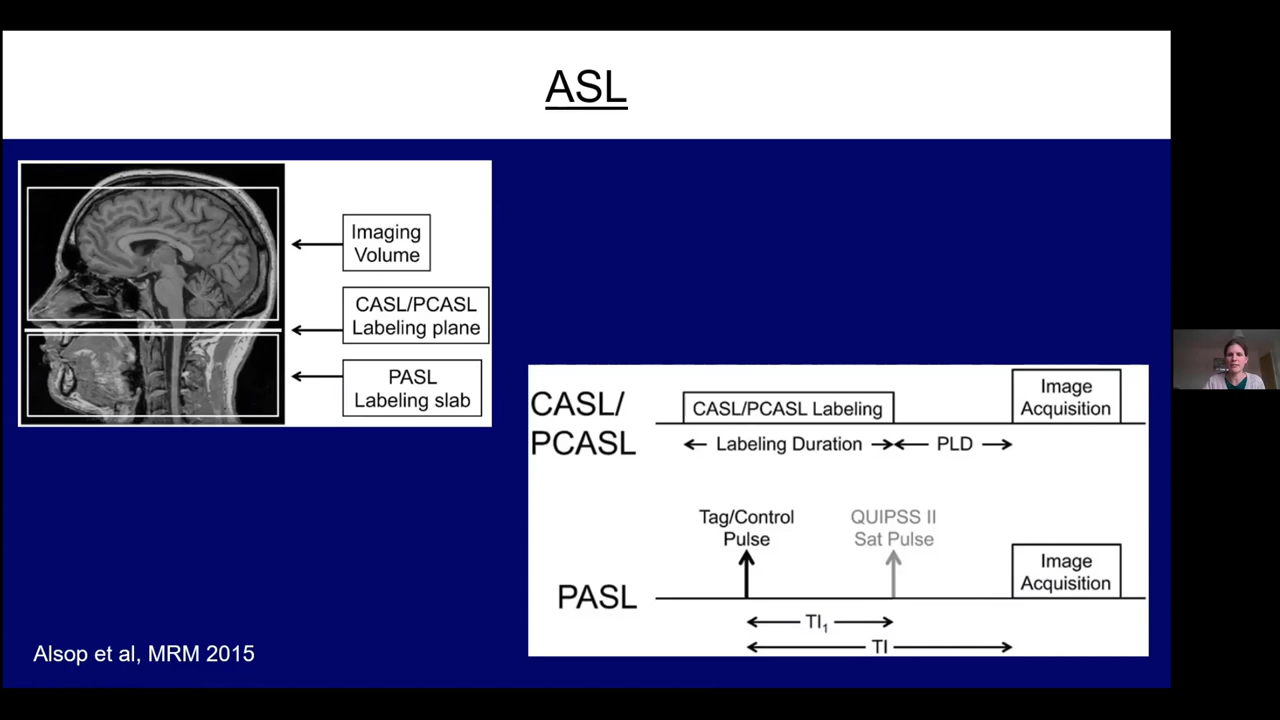 ASL
Imaging
Volume
CASL/PCASL
Labeling plane
PASL
Labeling slab
CASL/
PCASL
CASL/PCASL Labeling
Image
Acquisition
Labeling Duration
PLD
Tag/Control
Pulse
QUIPSS II
Sat Pulse
Image
Acquisition
PASL
TI₁
TI
Alsop et al, MRM 2015